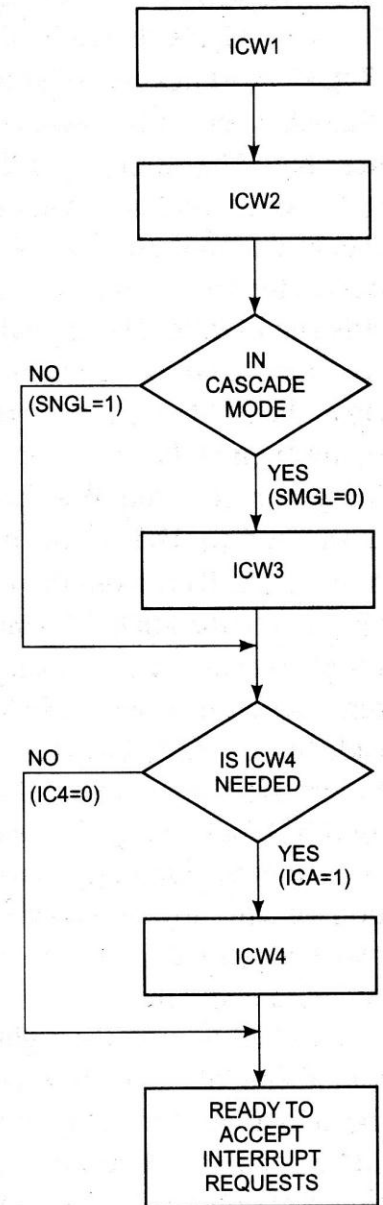 ICW1
ICW2
IN
CASCADE
MODE
NO
(SNGL=1)
YES
(SMGL=0)
ICW3
IS ICW4
NEEDED
NO
(IC4=0)
YES
(ICA=1)
ICW4
READY TO
ACCEPT
INTERRUPT
REQUESTS